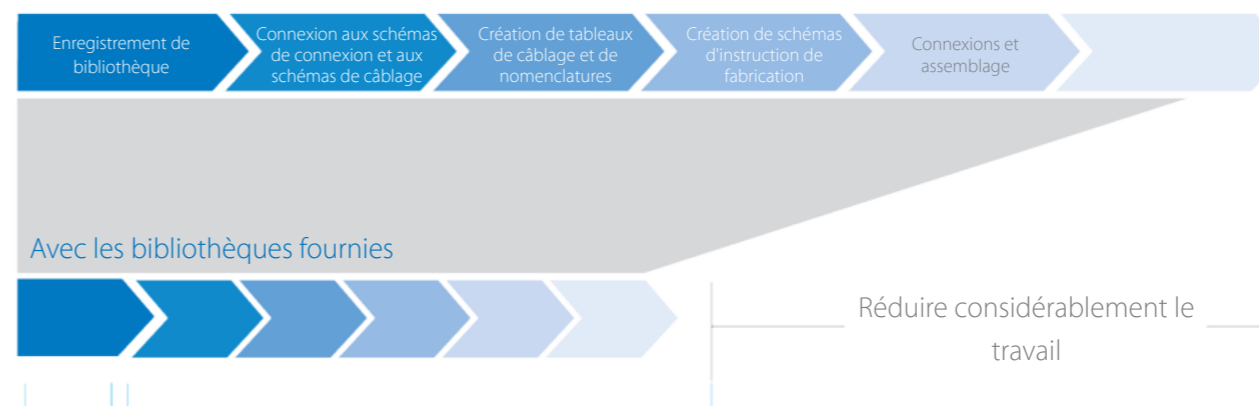 Enregistrement de
bibliothèque
Connexion aux schémas
de connexion et aux
schémas de câblage
Création de tableaux
de câblage et de
nomenclatures
Création de schémas
d'instruction de
fabrication
Connexions et
assemblage
Avec les bibliothèques fournies
Réduire considérablement le
travail